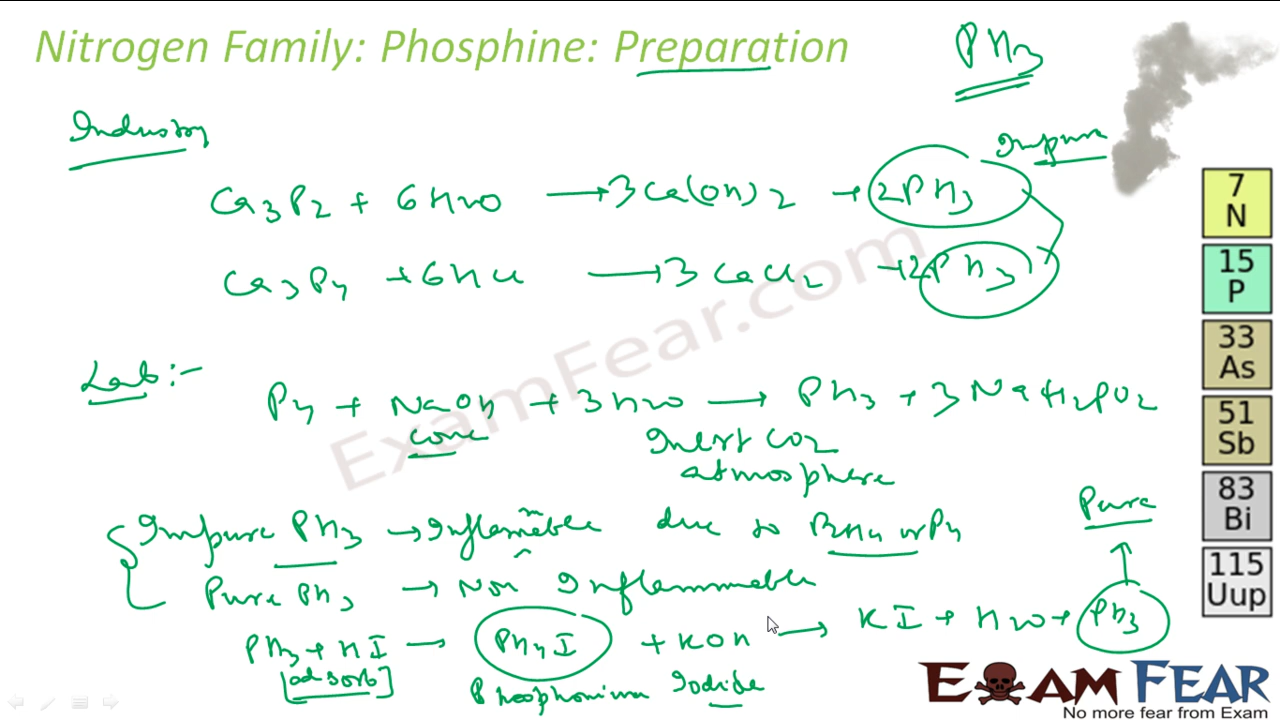 Nitrogen Family: Phosphine: Preparation
PH3
Industry
Impure
Ca3P2 + 6H2O → 3Ca(OH)2 + 2PH3
Ca3P2 + 6HCl → 3CaCl2 + 2PH3
Lab:-
P4 + NaOH + 3H2O → PH3 + 3NaH2PO2
conc
Inert CO2
atmosphere
Impure PH3 → Inflammable due to P2H4 or P4
Pure
Pure PH3 → Non Inflammable
PH3 + HI → PH4I + KOH → KI + H2O + PH3
[adsorb]
Phosphonium Iodide
7
N
15
P
33
As
51
Sb
83
Bi
115
Uup
ExamFear.com
EXAM FEAR
No more fear from Exam